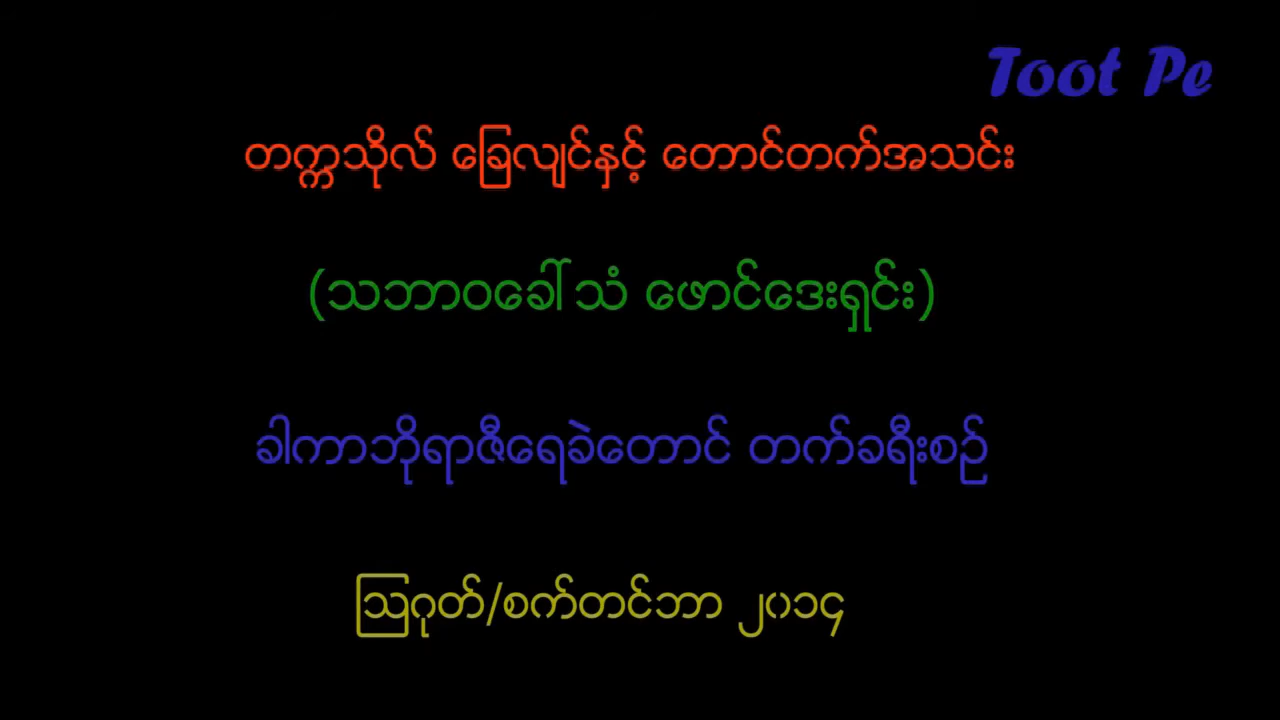 Toot Pe
တက္ကသိုလ် ခြေလျင်နှင့် တောင်တက်အသင်း
(သဘာဝခေါ်သံ ဖောင်ဒေးရှင်း)
ခါကာဘိုရာဇီရေခဲတောင် တက်ခရီးစဉ်
ဩဂုတ်/စက်တင်ဘာ ၂၀၁၄